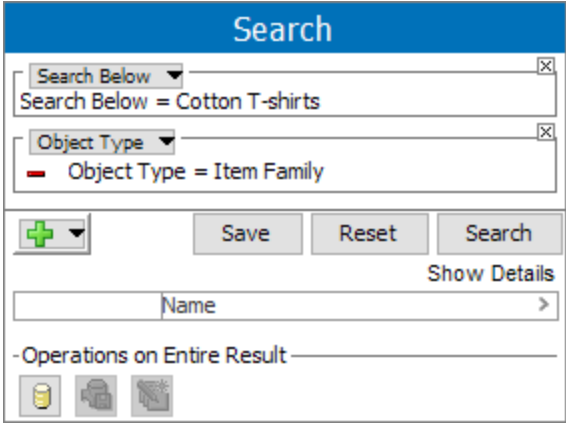 Search
Search Below
Search Below = Cotton T-shirts
Object Type
Object Type = Item Family
Save Reset Search
Show Details
Name >
Operations on Entire Result